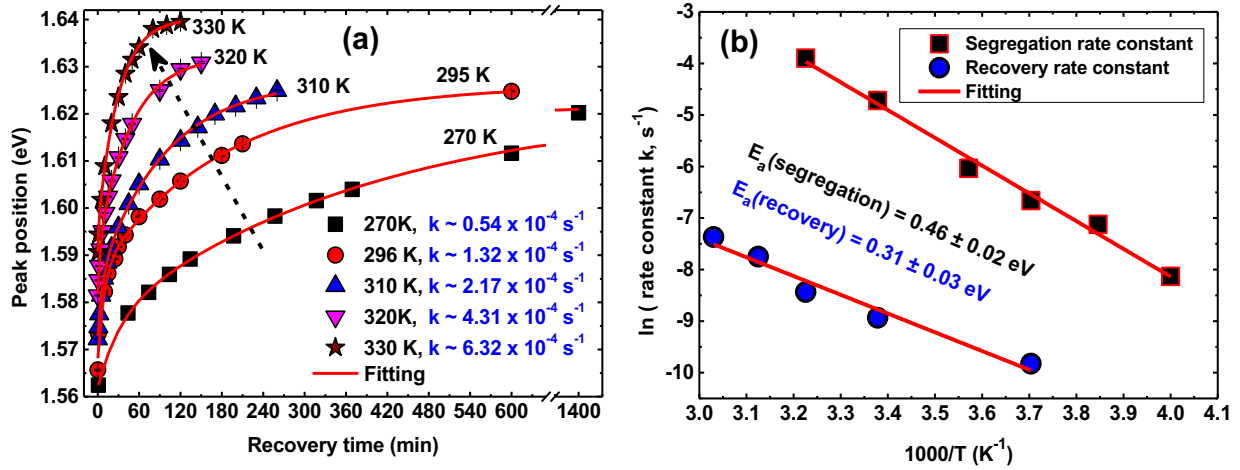 (a)
330 K
320 K
310 K
295 K
270 K
270K, k ~ 0.54 x 10⁻⁴ s⁻¹
296 K, k ~ 1.32 x 10⁻⁴ s⁻¹
310 K, k ~ 2.17 x 10⁻⁴ s⁻¹
320K, k ~ 4.31 x 10⁻⁴ s⁻¹
330 K, k ~ 6.32 x 10⁻⁴ s⁻¹
Fitting
Peak position (eV)
1.64
1.63
1.62
1.61
1.60
1.59
1.58
1.57
1.56
0 60 120 180 240 300 360 420 480 540 600 1400
Recovery time (min)
(b)
Segregation rate constant
Recovery rate constant
Fitting
Eₐ(segregation) = 0.46 ± 0.02 eV
Eₐ(recovery) = 0.31 ± 0.03 eV
ln ( rate constant k, s⁻¹)
-3
-4
-5
-6
-7
-8
-9
-10
3.0 3.1 3.2 3.3 3.4 3.5 3.6 3.7 3.8 3.9 4.0 4.1
1000/T (K⁻¹)